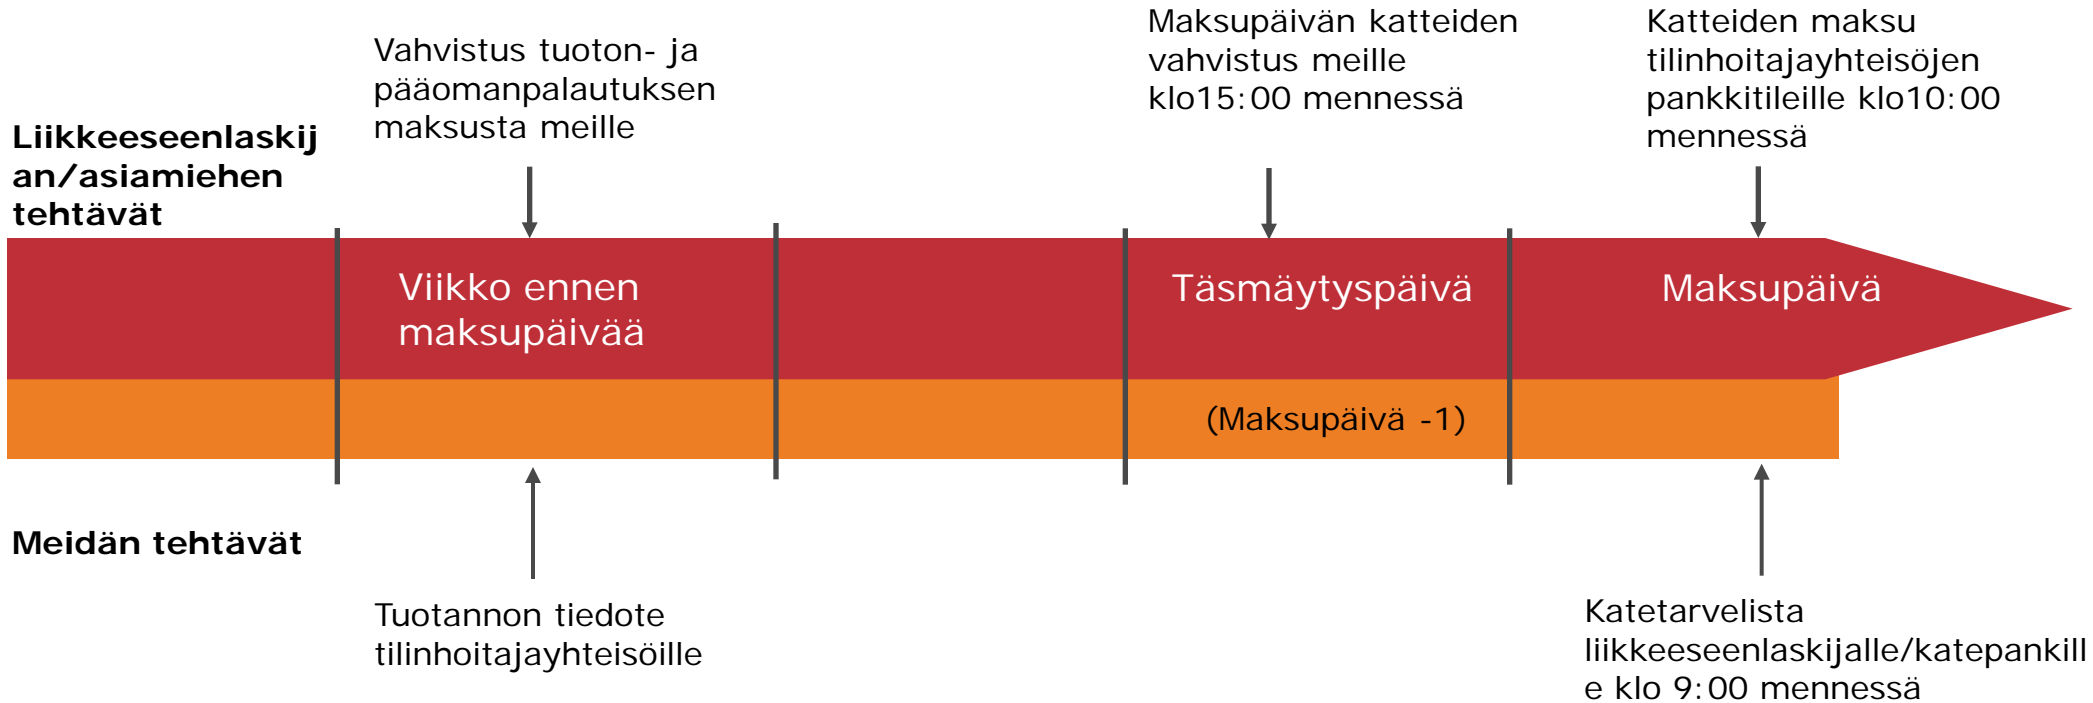 Vahvistus tuoton- ja
pääomanpalautuksen
maksusta meille
Maksupäivän katteiden
vahvistus meille
klo15:00 mennessä
Katteiden maksu
tilinhoitajayhteisöjen
pankkitileille klo10:00
mennessä
Liikkeeseenlaskij
an/asiamiehen
tehtävät
Viikko ennen
maksupäivää
Täsmäytyspäivä
Maksupäivä
(Maksupäivä -1)
Meidän tehtävät
Tuotannon tiedote
tilinhoitajayhteisöille
Katetarvelista
liikkeeseenlaskijalle/katepankill
e klo 9:00 mennessä